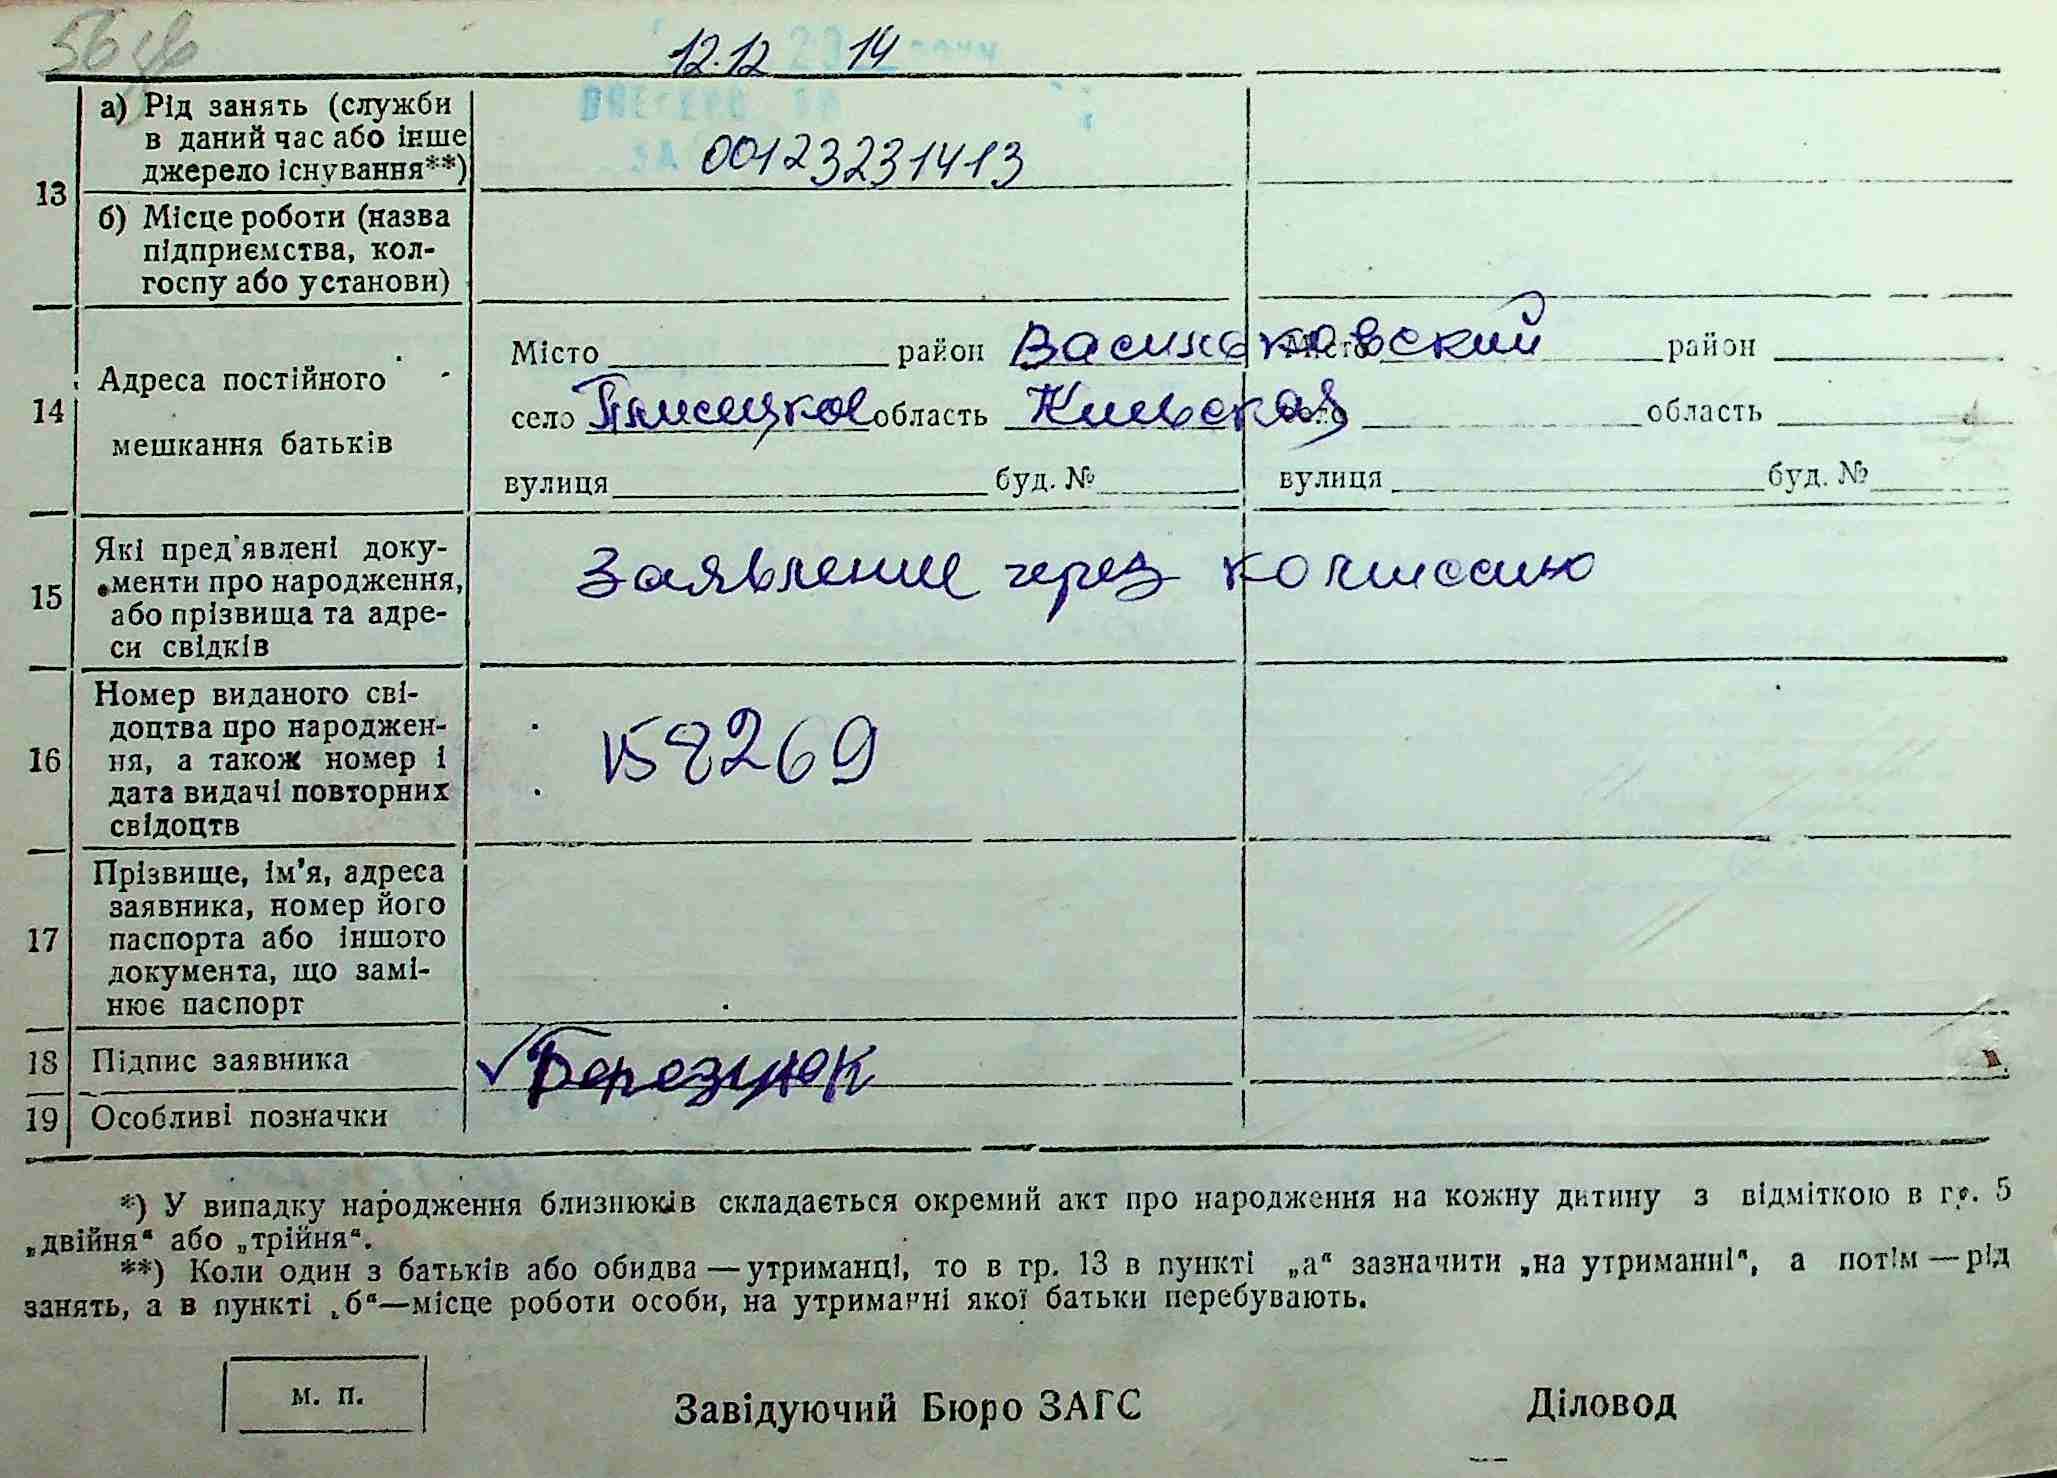 56
12.12 2014 року
ВНЕСЕНО
ЗА 00123231413
13
а) Рід занять (служби
в даний час або інше
джерело існування**)
б) Місце роботи (назва
підприємства, кол-
госпу або установи)
14
Адреса постійного
мешкання батьків
Місто район Васильковский Місто район
село Плисецкое область Киевская село область
вулиця буд. № вулиця буд. №
15
Які пред'явлені доку-
менти про народження,
або прізвища та адре-
си свідків
Заявление через комиссию
16
Номер виданого сві-
доцтва про народжен-
ня, а також номер і
дата видачі повторних
свідоцтв
158269
17
Прізвище, ім'я, адреса
заявника, номер його
паспорта або іншого
документа, що замі-
нює паспорт
18 Підпис заявника Березунюк
19 Особливі позначки
*) У випадку народження близнюків складається окремий акт про народження на кожну дитину з відміткою в гр. 5
„двійня“ або „трійня“.
**) Коли один з батьків або обидва — утриманці, то в гр. 13 в пункті „а“ зазначити „на утриманні“, а потім — рід
занять, а в пункті „б“ — місце роботи особи, на утриманні якої батьки перебувають.
м. п.
Завідуючий Бюро ЗАГС Діловод